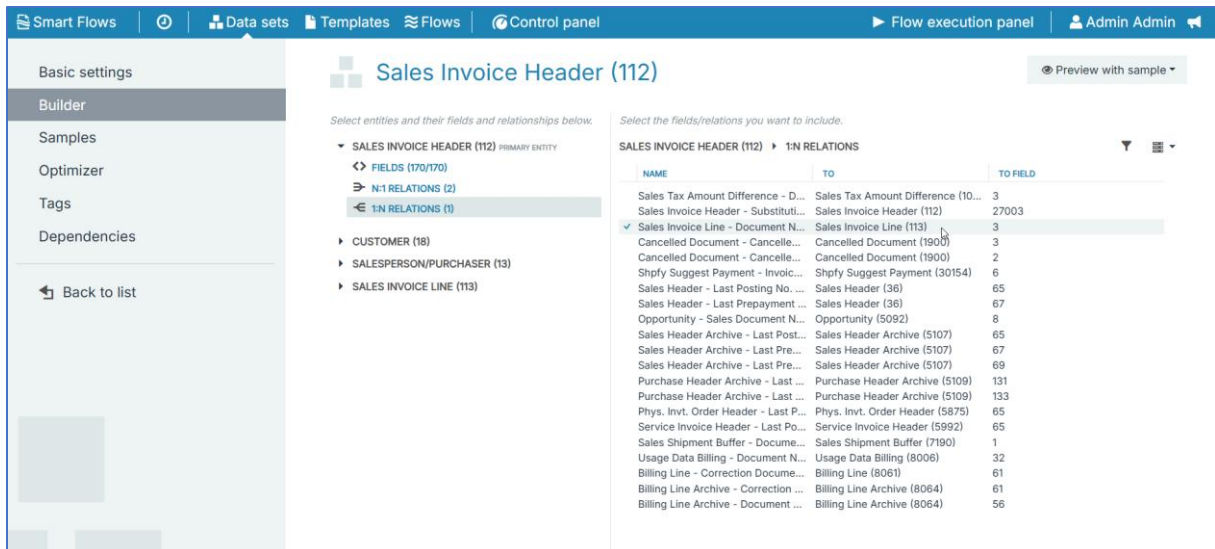 Smart Flows Data sets Templates Flows Control panel Flow execution panel Admin Admin
Basic settings
Builder
Samples
Optimizer
Tags
Dependencies
Back to list
Sales Invoice Header (112)
Preview with sample
Select entities and their fields and relationships below.
SALES INVOICE HEADER (112) PRIMARY ENTITY
FIELDS (170/170)
N:1 RELATIONS (2)
1:N RELATIONS (1)
CUSTOMER (18)
SALESPERSON/PURCHASER (13)
SALES INVOICE LINE (113)
Select the fields/relations you want to include.
SALES INVOICE HEADER (112) 1:N RELATIONS
NAME TO TO FIELD
Sales Tax Amount Difference - D... Sales Tax Amount Difference (10... 3
Sales Invoice Header - Substituti... Sales Invoice Header (112) 27003
Sales Invoice Line - Document N... Sales Invoice Line (113) 3
Cancelled Document - Cancelle... Cancelled Document (1900) 3
Cancelled Document - Cancelle... Cancelled Document (1900) 2
Shpfy Suggest Payment - Invoic... Shpfy Suggest Payment (30154) 6
Sales Header - Last Posting No. ... Sales Header (36) 65
Sales Header - Last Prepayment ... Sales Header (36) 67
Opportunity - Sales Document N... Opportunity (5092) 8
Sales Header Archive - Last Post... Sales Header Archive (5107) 65
Sales Header Archive - Last Pre... Sales Header Archive (5107) 67
Sales Header Archive - Last Pre... Sales Header Archive (5107) 69
Purchase Header Archive - Last ... Purchase Header Archive (5109) 131
Purchase Header Archive - Last ... Purchase Header Archive (5109) 133
Phys. Invt. Order Header - Last P... Phys. Invt. Order Header (5875) 65
Service Invoice Header - Last Po... Service Invoice Header (5992) 65
Sales Shipment Buffer - Docume... Sales Shipment Buffer (7190) 1
Usage Data Billing - Document N... Usage Data Billing (8006) 32
Billing Line - Correction Docume... Billing Line (8061) 61
Billing Line Archive - Correction ... Billing Line Archive (8064) 61
Billing Line Archive - Document ... Billing Line Archive (8064) 56